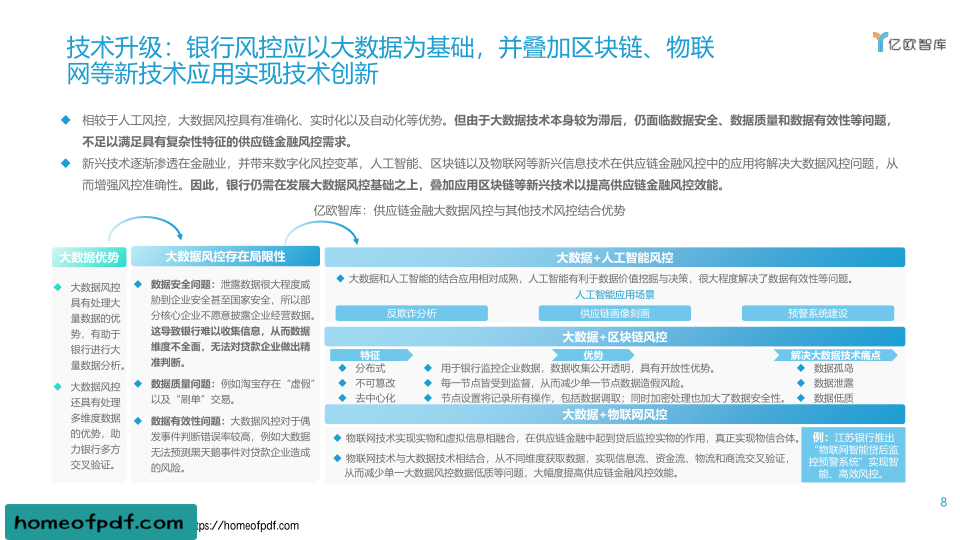 技术升级：银行风控应以大数据为基础，并叠加区块链、物联
网等新技术应用实现技术创新
亿欧智库
相较于人工风控，大数据风控具有准确化、实时化以及自动化等优势。但由于大数据技术本身较为滞后，仍面临数据安全、数据质量和数据有效性等问题，
不足以满足具有复杂性特征的供应链金融风控需求。
新兴技术逐渐渗透在金融业，并带来数字化风控变革，人工智能、区块链以及物联网等新兴信息技术在供应链金融风控中的应用将解决大数据风控问题，从
而增强风控准确性。因此，银行仍需在发展大数据风控基础之上，叠加应用区块链等新兴技术以提高供应链金融风控效能。
亿欧智库：供应链金融大数据风控与其他技术风控结合优势
大数据优势
大数据风控
具有处理大
量数据的优
势，有助于
银行进行大
量数据分析。
大数据风控
还具有处理
多维度数据
的优势，助
力银行多方
交叉验证。
大数据风控存在局限性
数据安全问题：泄露数据很大程度威
胁到企业安全甚至国家安全，所以部
分核心企业不愿意披露企业经营数据。
这导致银行难以收集信息，从而数据
维度不全面，无法对贷款企业做出精
准判断。
数据质量问题：例如淘宝存在“虚假”
以及“刷单”交易。
数据有效性问题：大数据风控对于偶
发事件判断错误率较高，例如大数据
无法预测黑天鹅事件对贷款企业造成
的风险。
大数据+人工智能风控
大数据和人工智能的结合应用相对成熟，人工智能有利于数据价值挖掘与决策，很大程度解决了数据有效性等问题。
人工智能应用场景
反欺诈分析
供应链画像刻画
预警系统建设
大数据+区块链风控
特征
优势
解决大数据技术痛点
分布式
用于银行监控企业数据，数据收集公开透明，具有开放性优势。
数据孤岛
不可篡改
每一节点皆受到监督，从而减少单一节点数据造假风险。
数据泄露
去中心化
节点设置将记录所有操作，包括数据调取；同时加密处理也加大了数据安全性。
数据低质
大数据+物联网风控
物联网技术实现实物和虚拟信息相融合，在供应链金融中起到贷后监控实物的作用，真正实现物信合体。
物联网技术与大数据技术相结合，从不同维度获取数据，实现信息流、资金流、物流和商流交叉验证，
从而减少单一大数据风控数据低质等问题，大幅度提高供应链金融风控效能。
例：江苏银行推出
“物联网智能贷后监
控预警系统”实现智
能、高效风控。
8
homeofpdf.com
ttps://homeofpdf.com